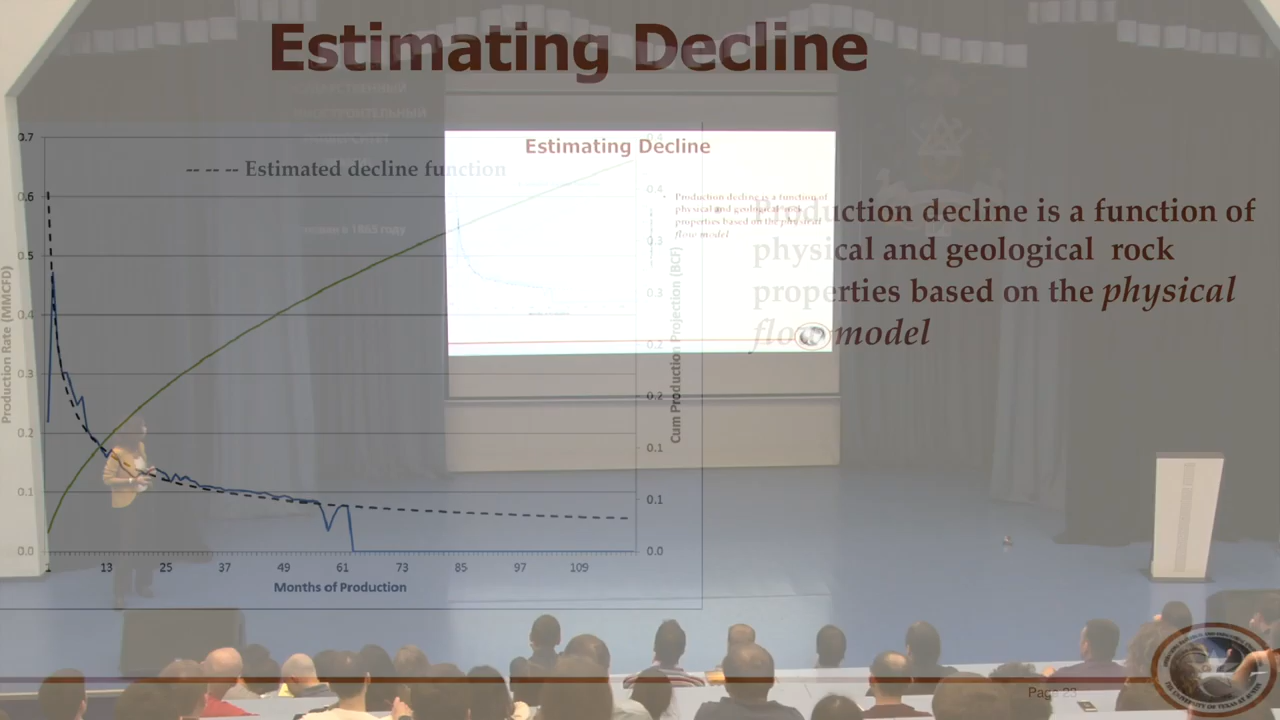 Estimating Decline
-- -- -- Estimated decline function
0.7
0.6
0.5
0.4
0.3
0.2
0.1
0.0
Production Rate (MMCFD)
1 13 25 37 49 61 73 85 97 109
Months of Production
0.4
0.4
0.3
0.3
0.2
0.2
0.1
0.1
0.0
Cum Production Projection (BCF)
Production decline is a function of
physical and geological rock
properties based on the physical
flow model
Estimating Decline
Production decline is a function of
physical and geological rock
properties based on the physical
flow model
Page 23